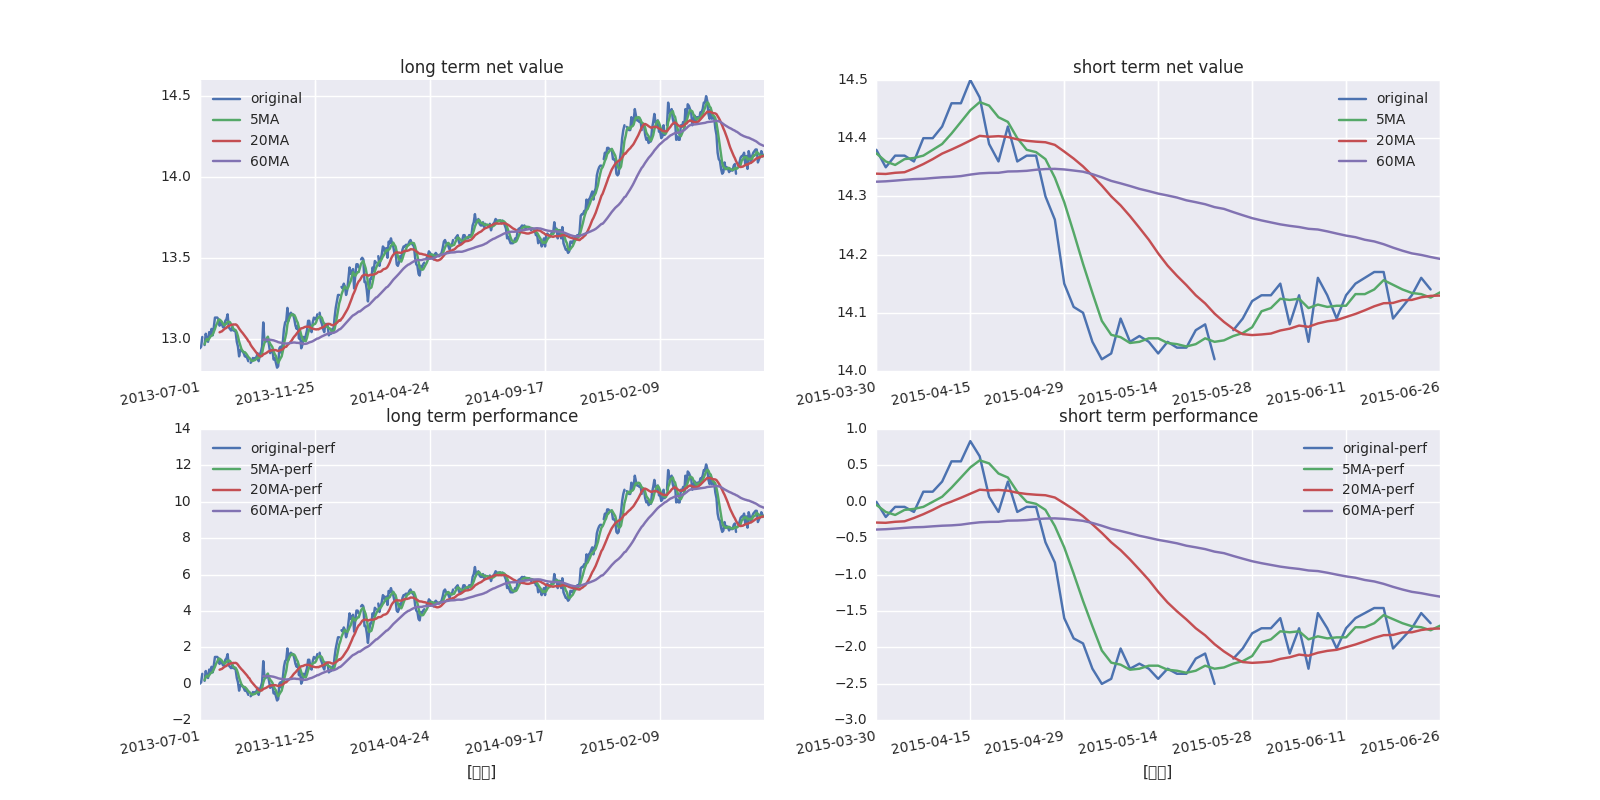 long term net value
original
5MA
20MA
60MA
14.5
14.0
13.5
13.0
2013-07-01
2013-11-25
2014-04-24
2014-09-17
2015-02-09
short term net value
original
5MA
20MA
60MA
14.5
14.4
14.3
14.2
14.1
14.0
2015-03-30
2015-04-15
2015-04-29
2015-05-14
2015-05-28
2015-06-11
2015-06-26
long term performance
original-perf
5MA-perf
20MA-perf
60MA-perf
14
12
10
8
6
4
2
0
−2
2013-07-01
2013-11-25
2014-04-24
2014-09-17
2015-02-09
short term performance
original-perf
5MA-perf
20MA-perf
60MA-perf
1.0
0.5
0.0
−0.5
−1.0
−1.5
−2.0
−2.5
−3.0
2015-03-30
2015-04-15
2015-04-29
2015-05-14
2015-05-28
2015-06-11
2015-06-26